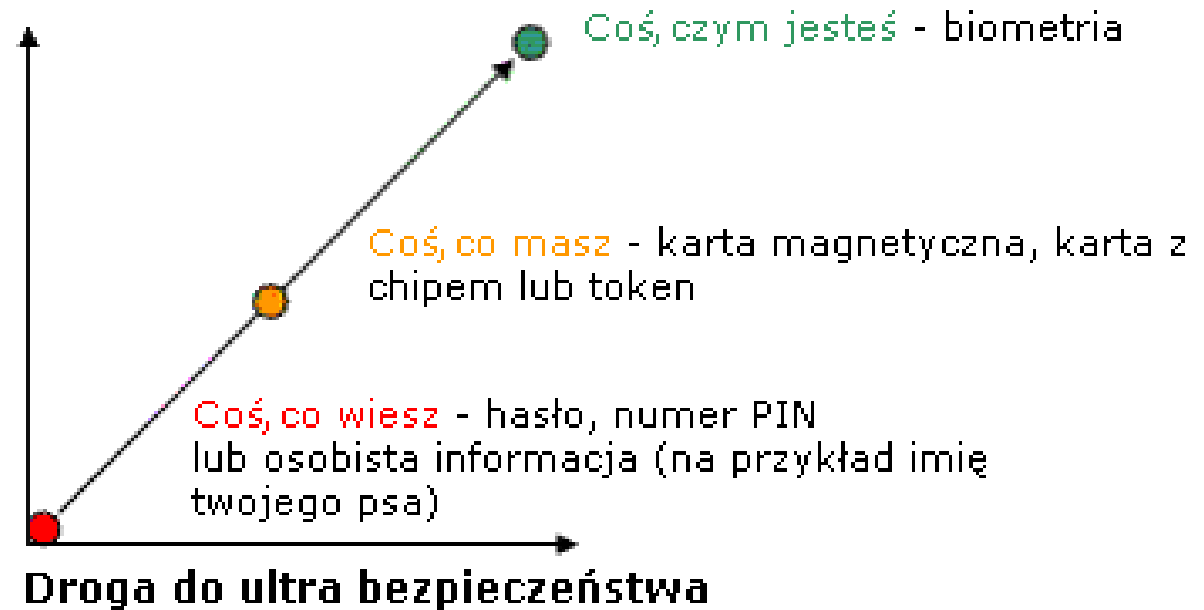 Coś, czym jesteś - biometria
Coś, co masz - karta magnetyczna, karta z
chipem lub token
Coś, co wiesz - hasło, numer PIN
lub osobista informacja (na przykład imię
twojego psa)
Droga do ultra bezpieczeństwa